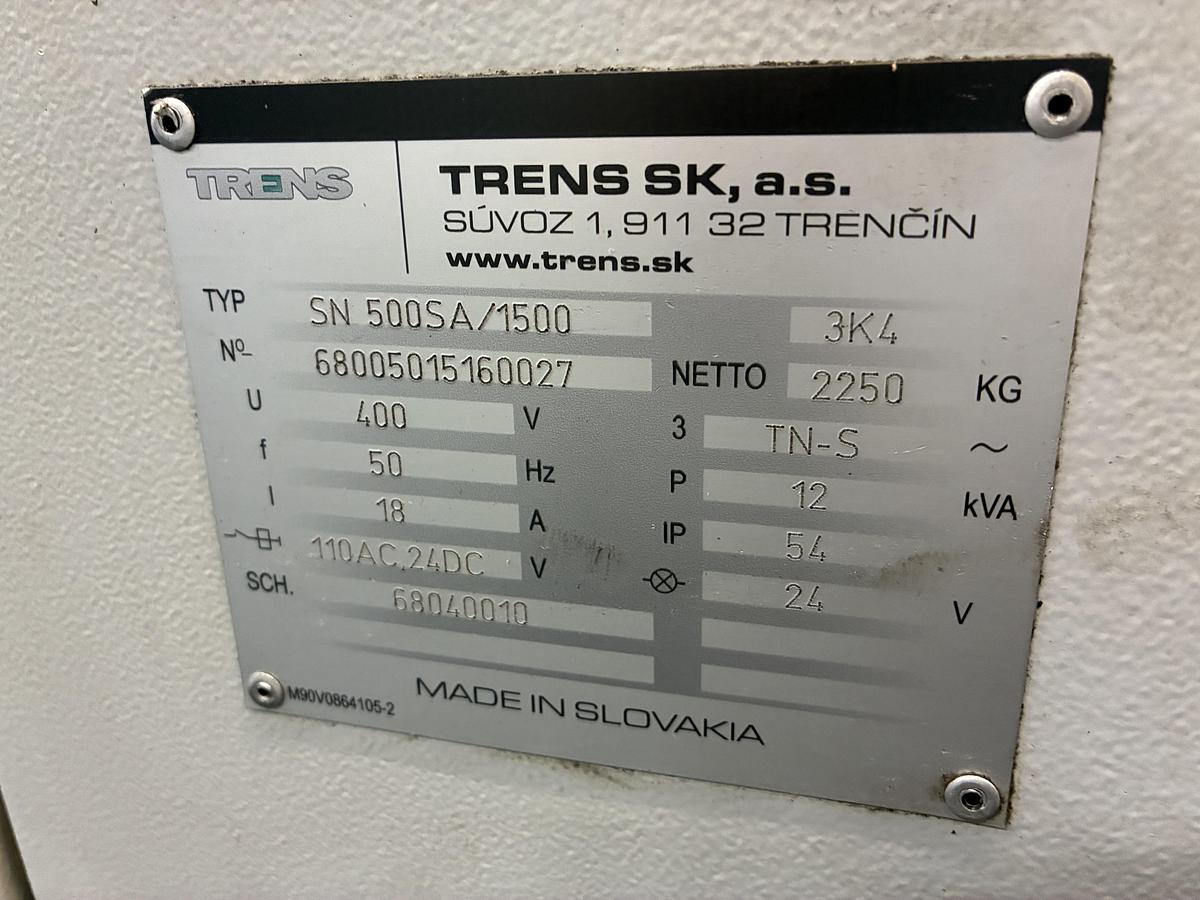 TRENS
TRENS SK, a.s.
SÚVOZ 1, 911 32 TRENČÍN
www.trens.sk
TYP SN 500SA/1500 3K4
Nº 68005015160027 NETTO 2250 KG
U 400 V 3 TN-S ~
f 50 Hz P 12 kVA
I 18 A IP 54
110AC,24DC V 24 V
SCH. 68040010
M90V0864105-2 MADE IN SLOVAKIA